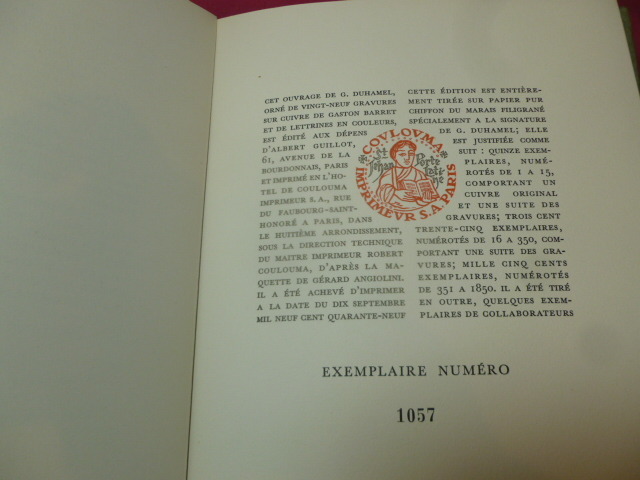 CET OUVRAGE DE G. DUHAMEL,
ORNÉ DE VINGT-NEUF GRAVURES
SUR CUIVRE DE GASTON BARRET
ET DE LETTRINES EN COULEURS,
EST ÉDITÉ AUX DÉPENS
D'ALBERT GUILLOT,
61, AVENUE DE LA
BOURDONNAIS, PARIS
ET IMPRIMÉ EN L'HO-
TEL DE COULOUMA
IMPRIMEUR S.A., RUE
DU FAUBOURG-SAINT-
HONORÉ A PARIS, DANS
LE HUITIÈME ARRONDISSEMENT,
SOUS LA DIRECTION TECHNIQUE
DU MAITRE IMPRIMEUR ROBERT
COULOUMA, D'APRÈS LA MA-
QUETTE DE GÉRARD ANGIOLINI.
IL A ÉTÉ ACHEVÉ D'IMPRIMER
A LA DATE DU DIX SEPTEMBRE
MIL NEUF CENT QUARANTE-NEUF
COVLOVMA
IMPRIMEVR S.A. PARIS
St Jehan Porte Latine
CETTE ÉDITION EST ENTIÈRE-
MENT TIRÉE SUR PAPIER PUR
CHIFFON DU MARAIS FILIGRANÉ
SPÉCIALEMENT A LA SIGNATURE
DE G. DUHAMEL; ELLE
EST JUSTIFIÉE COMME
SUIT : QUINZE EXEM-
PLAIRES, NUMÉ-
ROTÉS DE 1 A 15,
COMPORTANT UN
CUIVRE ORIGINAL
ET UNE SUITE DES
GRAVURES; TROIS CENT
TRENTE-CINQ EXEMPLAIRES,
NUMÉROTÉS DE 16 A 350, COM-
PORTANT UNE SUITE DES GRA-
VURES; MILLE CINQ CENTS
EXEMPLAIRES, NUMÉROTÉS
DE 351 A 1850. IL A ÉTÉ TIRÉ
EN OUTRE, QUELQUES EXEM-
PLAIRES DE COLLABORATEURS
EXEMPLAIRE NUMÉRO
1057